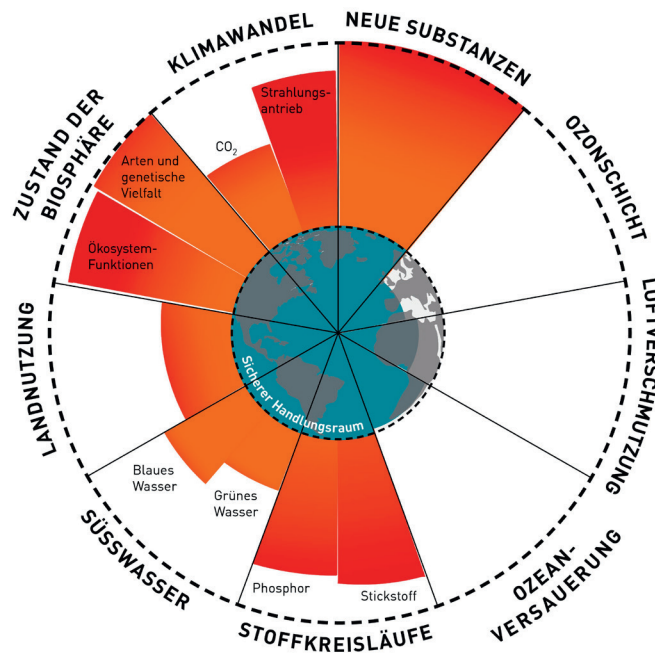 KLIMAWANDEL
NEUE SUBSTANZEN
OZONSCHICHT
LUFTVERSCHMUTZUNG
OZEAN-
VERSAUERUNG
STOFFKREISLÄUFE
SÜSSWASSER
LANDNUTZUNG
ZUSTAND DER
BIOSPHÄRE
Strahlungs-
antrieb
CO₂
Arten und
genetische
Vielfalt
Ökosystem-
Funktionen
Sicherer Handlungsraum
Blaues
Wasser
Grünes
Wasser
Phosphor
Stickstoff